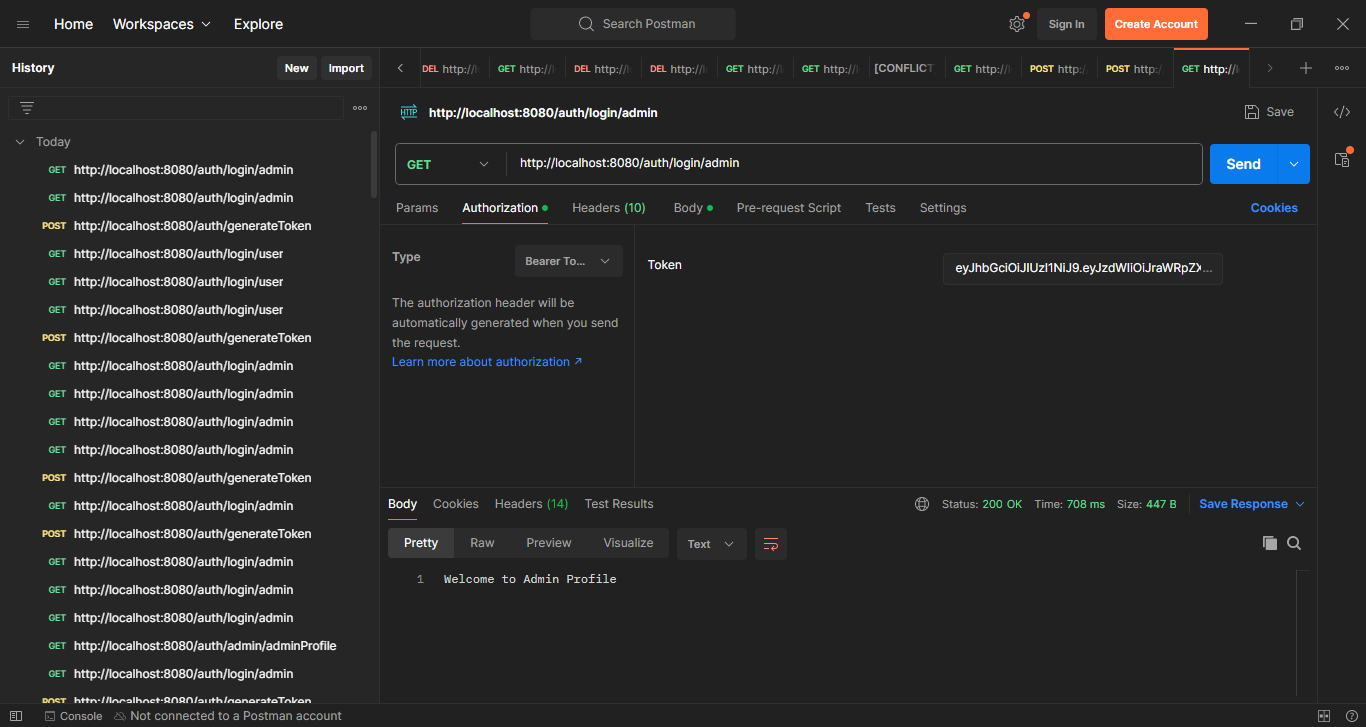 Home Workspaces Explore Search Postman Sign In Create Account
History New Import
DEL http:// GET http:// DEL http:// DEL http:// GET http:// GET http:// [CONFLICT GET http:// POST http:/ POST http:/ GET http://
HTTP http://localhost:8080/auth/login/admin Save
Today
GET http://localhost:8080/auth/login/admin
GET http://localhost:8080/auth/login/admin
POST http://localhost:8080/auth/generateToken
GET http://localhost:8080/auth/login/user
GET http://localhost:8080/auth/login/user
GET http://localhost:8080/auth/login/user
POST http://localhost:8080/auth/generateToken
GET http://localhost:8080/auth/login/admin
GET http://localhost:8080/auth/login/admin
GET http://localhost:8080/auth/login/admin
GET http://localhost:8080/auth/login/admin
POST http://localhost:8080/auth/generateToken
GET http://localhost:8080/auth/login/admin
POST http://localhost:8080/auth/generateToken
GET http://localhost:8080/auth/login/admin
GET http://localhost:8080/auth/login/admin
GET http://localhost:8080/auth/login/admin
GET http://localhost:8080/auth/admin/adminProfile
GET http://localhost:8080/auth/login/admin
POST http://localhost:8080/auth/generateToken
GET http://localhost:8080/auth/login/admin Send
Params Authorization Headers (10) Body Pre-request Script Tests Settings Cookies
Type Bearer To...
The authorization header will be
automatically generated when you send
the request.
Learn more about authorization ↗
Token eyJhbGciOiJIUzI1NiJ9.eyJzdWIiOiJraWRpZX...
Body Cookies Headers (14) Test Results Status: 200 OK Time: 708 ms Size: 447 B Save Response
Pretty Raw Preview Visualize Text
1 Welcome to Admin Profile
Console Not connected to a Postman account